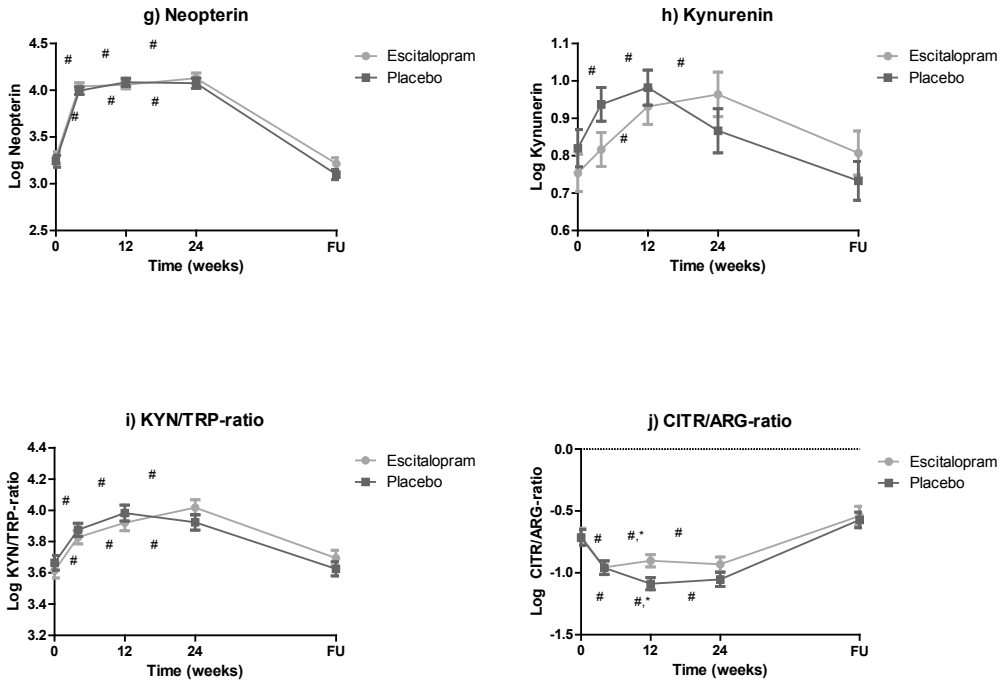 g) Neopterin
4.5
4.0
3.5
3.0
2.5
Log Neopterin
# # #
# # #
0 12 24 FU
Time (weeks)
Escitalopram
Placebo
h) Kynurenin
1.1
1.0
0.9
0.8
0.7
0.6
Log Kynunerin
# # #
#
0 12 24 FU
Time (weeks)
Escitalopram
Placebo
i) KYN/TRP-ratio
4.4
4.2
4.0
3.8
3.6
3.4
3.2
Log KYN/TRP-ratio
# # #
# # #
0 12 24 FU
Time (weeks)
Escitalopram
Placebo
j) CITR/ARG-ratio
0.0
-0.5
-1.0
-1.5
Log CITR/ARG-ratio
# #,* #
# #,* #
0 12 24 FU
Time (weeks)
Escitalopram
Placebo